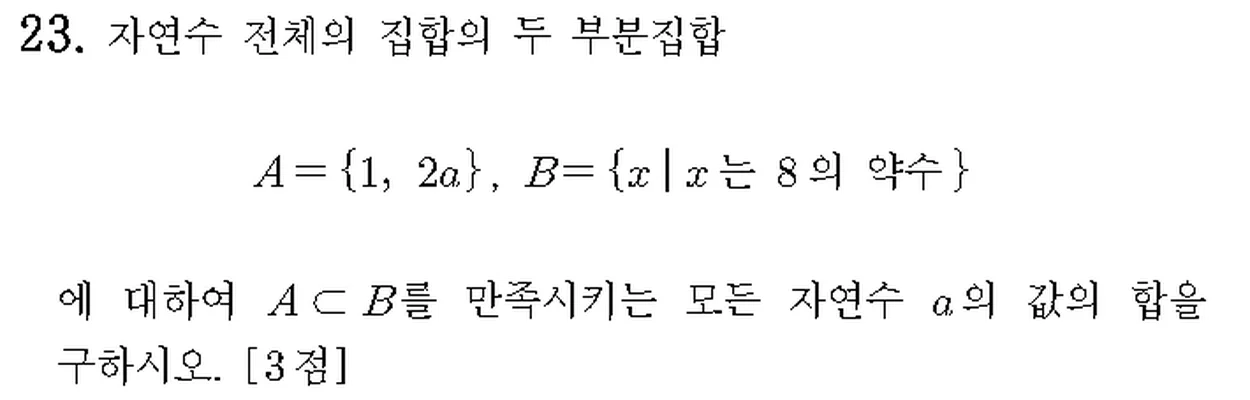 23. 자연수 전체의 집합의 두 부분집합
A={1, 2a}, B={x|x는 8의 약수}
에 대하여 A⊂B를 만족시키는 모든 자연수 a의 값의 합을
구하시오. [3점]